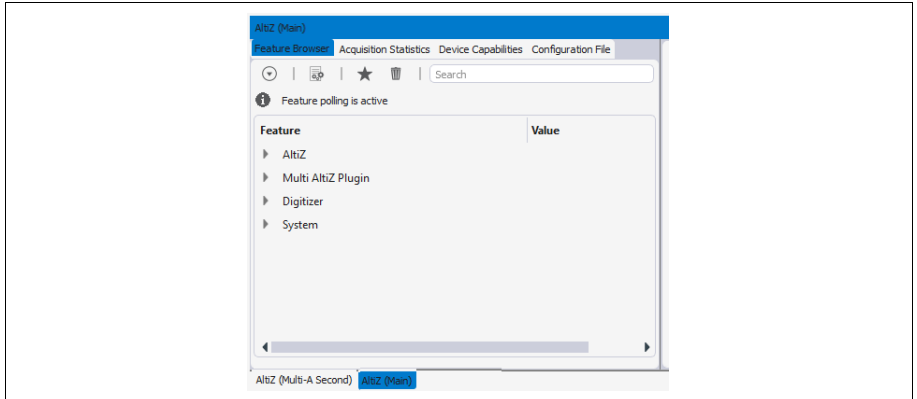 AltiZ (Main)
Feature Browser Acquisition Statistics Device Capabilities Configuration File
Search
Feature polling is active
Feature Value
AltiZ
Multi AltiZ Plugin
Digitizer
System
AltiZ (Multi-A Second) AltiZ (Main)